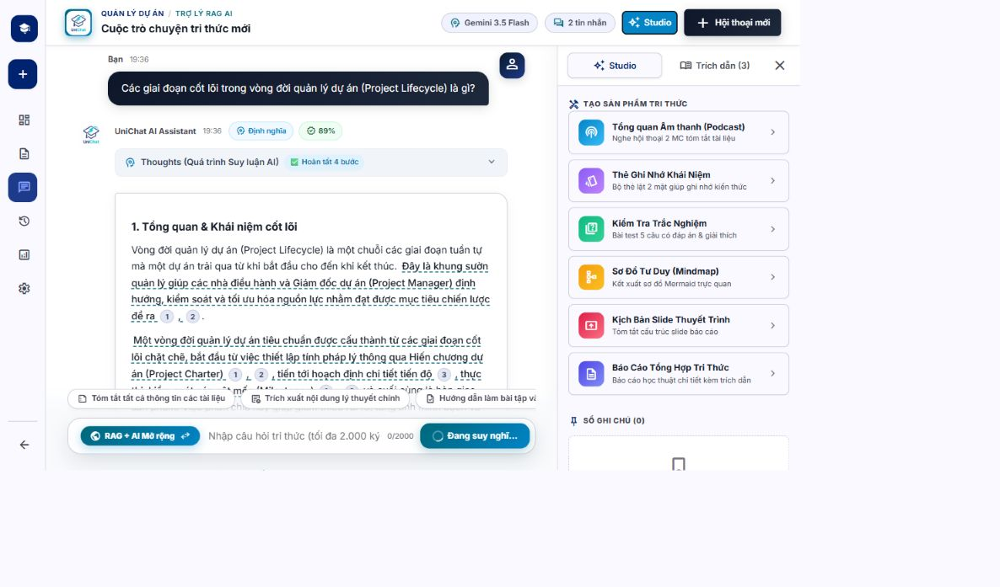 QUẢN LÝ DỰ ÁN / TRỢ LÝ RAG AI
Cuộc trò chuyện tri thức mới
Gemini 3.5 Flash
2 tin nhắn
Studio
Hội thoại mới
UniChat
Bạn 19:36
Các giai đoạn cốt lõi trong vòng đời quản lý dự án (Project Lifecycle) là gì?
UniChat
UniChat AI Assistant 19:36 Định nghĩa 89%
Thoughts (Quá trình Suy luận AI) Hoàn tất 4 bước
1. Tổng quan & Khái niệm cốt lõi
Vòng đời quản lý dự án (Project Lifecycle) là một chuỗi các giai đoạn tuần tự
mà một dự án trải qua từ khi bắt đầu cho đến khi kết thúc. Đây là khung sườn
quản lý giúp các nhà điều hành và Giám đốc dự án (Project Manager) định
hướng, kiểm soát và tối ưu hóa nguồn lực nhằm đạt được mục tiêu chiến lược
đề ra 1 , 2 .
Một vòng đời quản lý dự án tiêu chuẩn được cấu thành từ các giai đoạn cốt
lõi chặt chẽ, bắt đầu từ việc thiết lập tính pháp lý thông qua Hiến chương dự
án (Project Charter) 1 , 2 , tiến tới hoạch định chi tiết tiến độ 3 , thực
Tóm tắt tất cả thông tin các tài liệu
Trích xuất nội dung lý thuyết chính
Hướng dẫn làm bài tập và
RAG + AI Mở rộng
Nhập câu hỏi tri thức (tối đa 2.000 ký
0/2000
Đang suy nghĩ...
Studio
Trích dẫn (3)
TẠO SẢN PHẨM TRI THỨC
Tổng quan Âm thanh (Podcast)
Nghe hội thoại 2 MC tóm tắt tài liệu
Thẻ Ghi Nhớ Khái Niệm
Bộ thẻ lật 2 mặt giúp ghi nhớ kiến thức
Kiểm Tra Trắc Nghiệm
Bài test 5 câu có đáp án & giải thích
Sơ Đồ Tư Duy (Mindmap)
Kết xuất sơ đồ Mermaid trực quan
Kịch Bản Slide Thuyết Trình
Tóm tắt cấu trúc slide báo cáo
Báo Cáo Tổng Hợp Tri Thức
Báo cáo học thuật chi tiết kèm trích dẫn
SỔ GHI CHÚ (0)